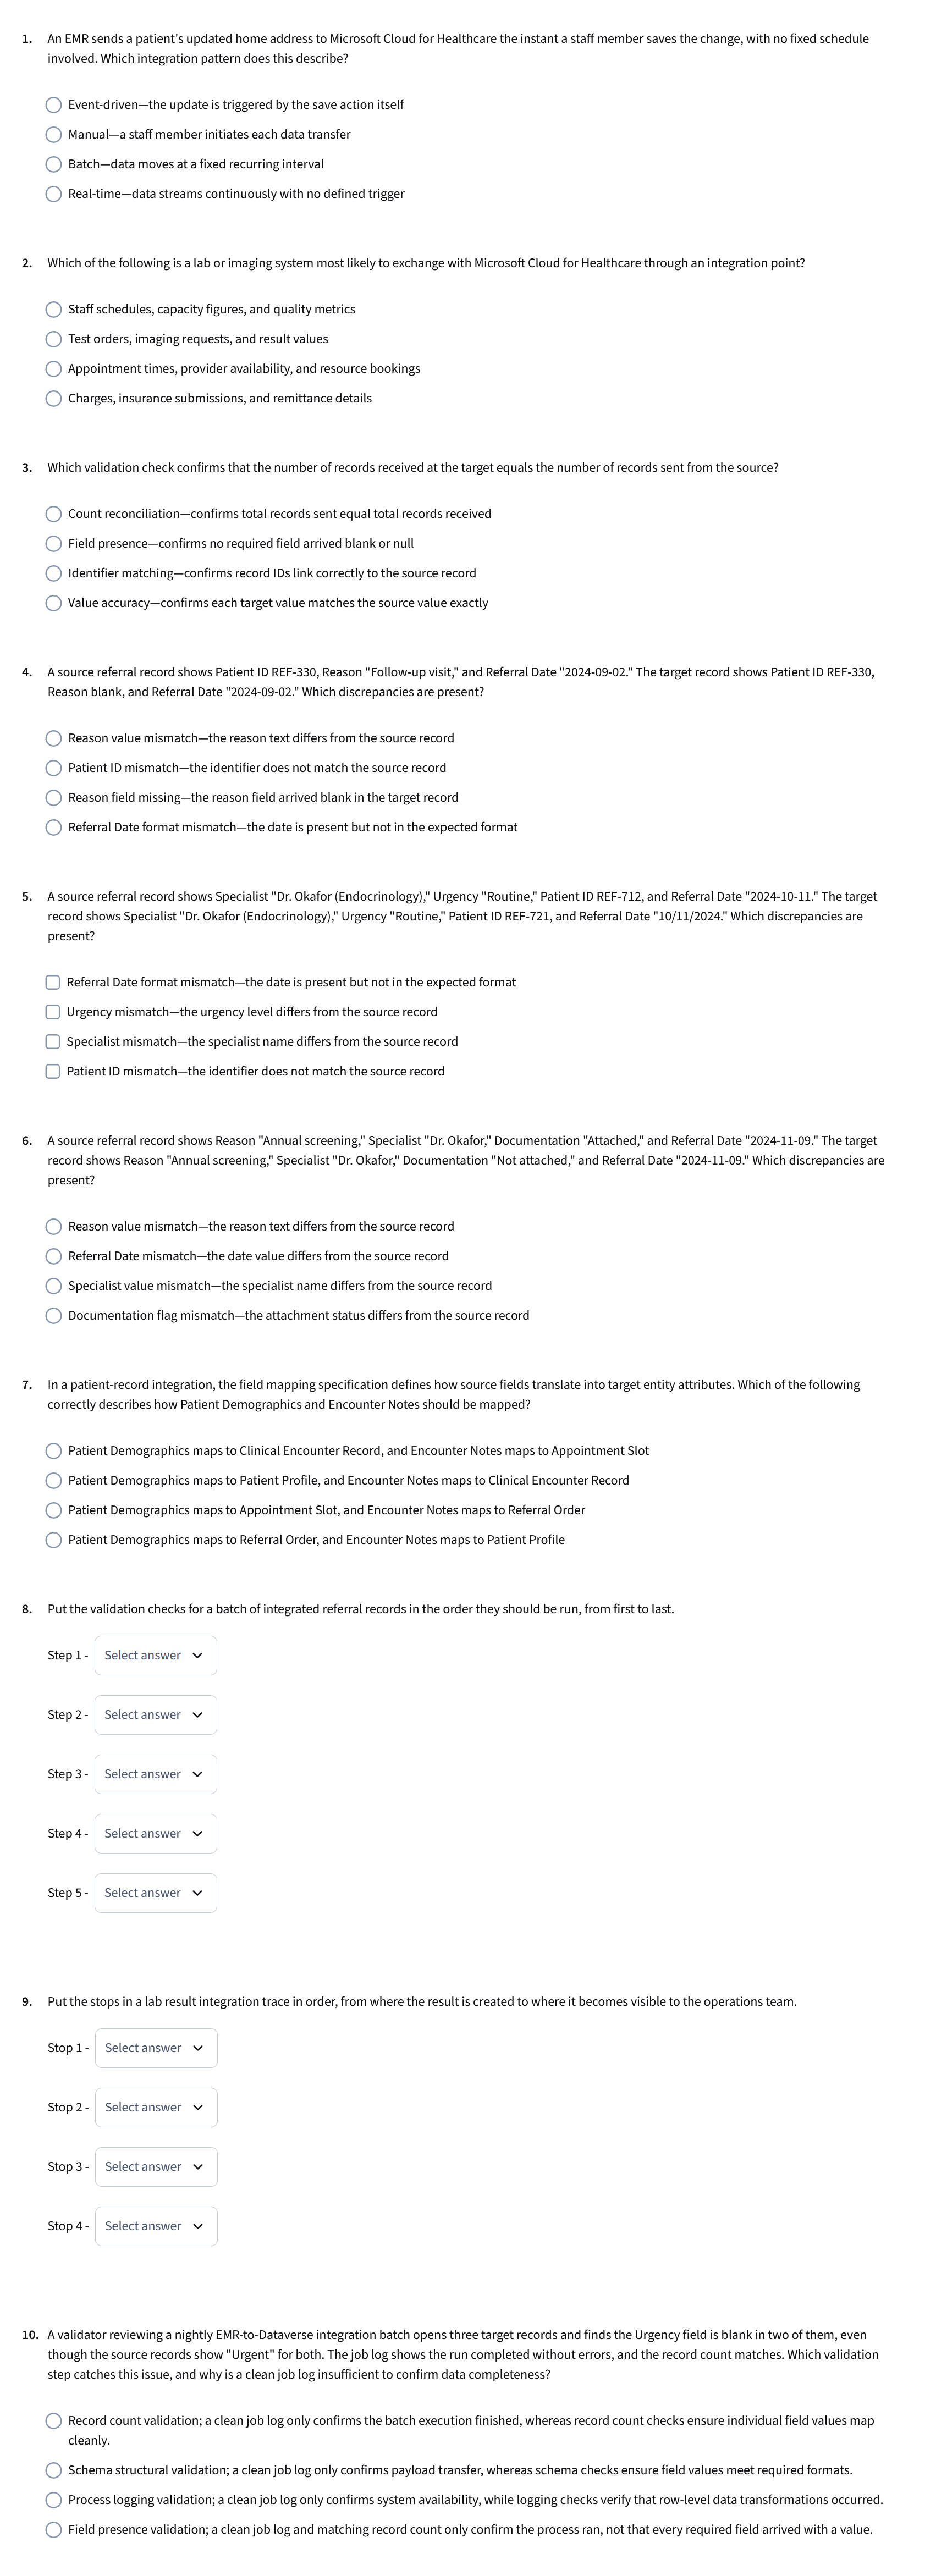 1. An EMR sends a patient's updated home address to Microsoft Cloud for Healthcare the instant a staff member saves the change, with no fixed schedule
involved. Which integration pattern does this describe?
Event-driven—the update is triggered by the save action itself
Manual—a staff member initiates each data transfer
Batch—data moves at a fixed recurring interval
Real-time—data streams continuously with no defined trigger
2. Which of the following is a lab or imaging system most likely to exchange with Microsoft Cloud for Healthcare through an integration point?
Staff schedules, capacity figures, and quality metrics
Test orders, imaging requests, and result values
Appointment times, provider availability, and resource bookings
Charges, insurance submissions, and remittance details
3. Which validation check confirms that the number of records received at the target equals the number of records sent from the source?
Count reconciliation—confirms total records sent equal total records received
Field presence—confirms no required field arrived blank or null
Identifier matching—confirms record IDs link correctly to the source record
Value accuracy—confirms each target value matches the source value exactly
4. A source referral record shows Patient ID REF-330, Reason "Follow-up visit," and Referral Date "2024-09-02." The target record shows Patient ID REF-330,
Reason blank, and Referral Date "2024-09-02." Which discrepancies are present?
Reason value mismatch—the reason text differs from the source record
Patient ID mismatch—the identifier does not match the source record
Reason field missing—the reason field arrived blank in the target record
Referral Date format mismatch—the date is present but not in the expected format
5. A source referral record shows Specialist "Dr. Okafor (Endocrinology)," Urgency "Routine," Patient ID REF-712, and Referral Date "2024-10-11." The target
record shows Specialist "Dr. Okafor (Endocrinology)," Urgency "Routine," Patient ID REF-721, and Referral Date "10/11/2024." Which discrepancies are
present?
Referral Date format mismatch—the date is present but not in the expected format
Urgency mismatch—the urgency level differs from the source record
Specialist mismatch—the specialist name differs from the source record
Patient ID mismatch—the identifier does not match the source record
6. A source referral record shows Reason "Annual screening," Specialist "Dr. Okafor," Documentation "Attached," and Referral Date "2024-11-09." The target
record shows Reason "Annual screening," Specialist "Dr. Okafor," Documentation "Not attached," and Referral Date "2024-11-09." Which discrepancies are
present?
Reason value mismatch—the reason text differs from the source record
Referral Date mismatch—the date value differs from the source record
Specialist value mismatch—the specialist name differs from the source record
Documentation flag mismatch—the attachment status differs from the source record
7. In a patient-record integration, the field mapping specification defines how source fields translate into target entity attributes. Which of the following
correctly describes how Patient Demographics and Encounter Notes should be mapped?
Patient Demographics maps to Clinical Encounter Record, and Encounter Notes maps to Appointment Slot
Patient Demographics maps to Patient Profile, and Encounter Notes maps to Clinical Encounter Record
Patient Demographics maps to Appointment Slot, and Encounter Notes maps to Referral Order
Patient Demographics maps to Referral Order, and Encounter Notes maps to Patient Profile
8. Put the validation checks for a batch of integrated referral records in the order they should be run, from first to last.
Step 1 - Select answer
Step 2 - Select answer
Step 3 - Select answer
Step 4 - Select answer
Step 5 - Select answer
9. Put the stops in a lab result integration trace in order, from where the result is created to where it becomes visible to the operations team.
Stop 1 - Select answer
Stop 2 - Select answer
Stop 3 - Select answer
Stop 4 - Select answer
10. A validator reviewing a nightly EMR-to-Dataverse integration batch opens three target records and finds the Urgency field is blank in two of them, even
though the source records show "Urgent" for both. The job log shows the run completed without errors, and the record count matches. Which validation
step catches this issue, and why is a clean job log insufficient to confirm data completeness?
Record count validation; a clean job log only confirms the batch execution finished, whereas record count checks ensure individual field values map
cleanly.
Schema structural validation; a clean job log only confirms payload transfer, whereas schema checks ensure field values meet required formats.
Process logging validation; a clean job log only confirms system availability, while logging checks verify that row-level data transformations occurred.
Field presence validation; a clean job log and matching record count only confirm the process ran, not that every required field arrived with a value.